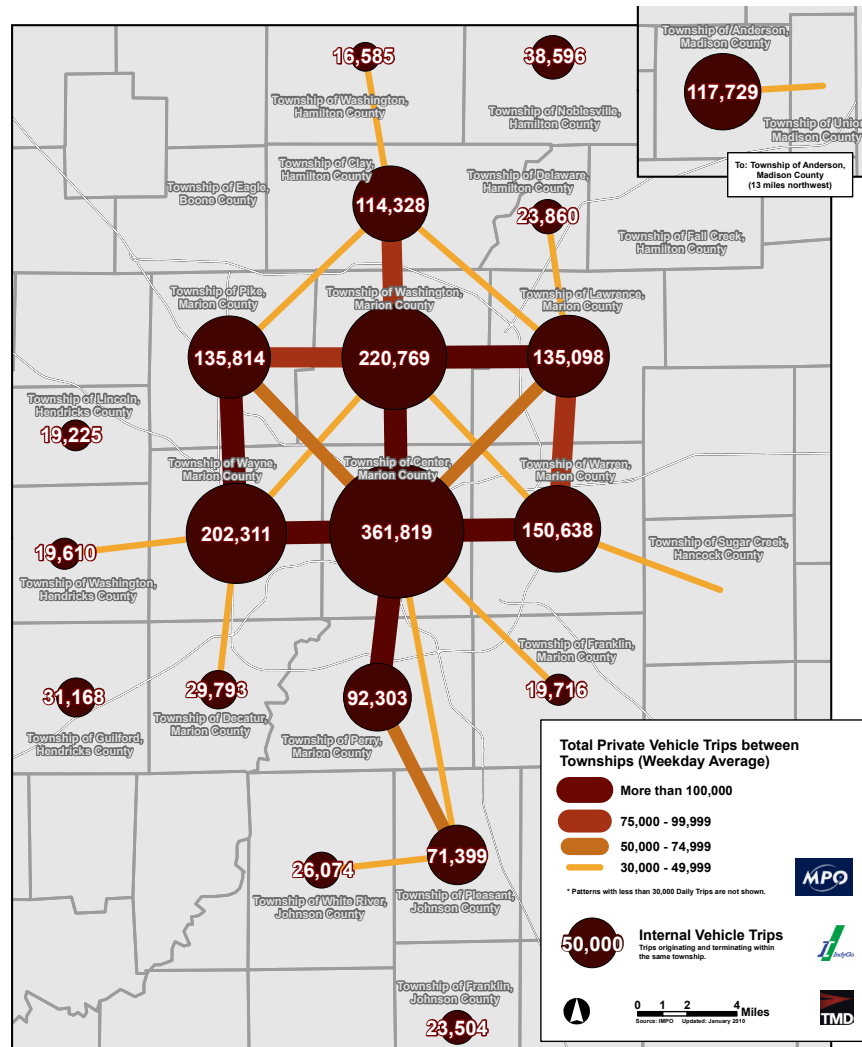 Township of Anderson,
Madison County
117,729
Township of Union
Madison County
To: Township of Anderson,
Madison County
(13 miles northwest)
16,585
38,596
Township of Washington,
Hamilton County
Township of Noblesville,
Hamilton County
Township of Clay,
Hamilton County
Township of Delaware,
Hamilton County
Township of Eagle,
Boone County
114,328
23,860
Township of Fall Creek,
Hamilton County
Township of Pike,
Marion County
Township of Washington,
Marion County
Township of Lawrence,
Marion County
135,814
220,769
135,098
Township of Lincoln,
Hendricks County
19,225
Township of Wayne,
Marion County
Township of Center,
Marion County
Township of Warren,
Marion County
202,311
361,819
150,638
19,610
Township of Sugar Creek,
Hancock County
Township of Washington,
Hendricks County
Township of Franklin,
Marion County
31,168
29,793
92,303
19,716
Township of Guilford,
Hendricks County
Township of Decatur,
Marion County
Township of Perry,
Marion County
71,399
26,074
Township of White River,
Johnson County
Township of Pleasant,
Johnson County
Township of Franklin,
Johnson County
23,504
Total Private Vehicle Trips between
Townships (Weekday Average)
More than 100,000
75,000 - 99,999
50,000 - 74,999
30,000 - 49,999
* Patterns with less than 30,000 Daily Trips are not shown.
MPO
50,000
Internal Vehicle Trips
Trips originating and terminating within
the same township.
IndyGo
0 1 2 4
Miles
Source: IMPO Updated: January 2010
TMD